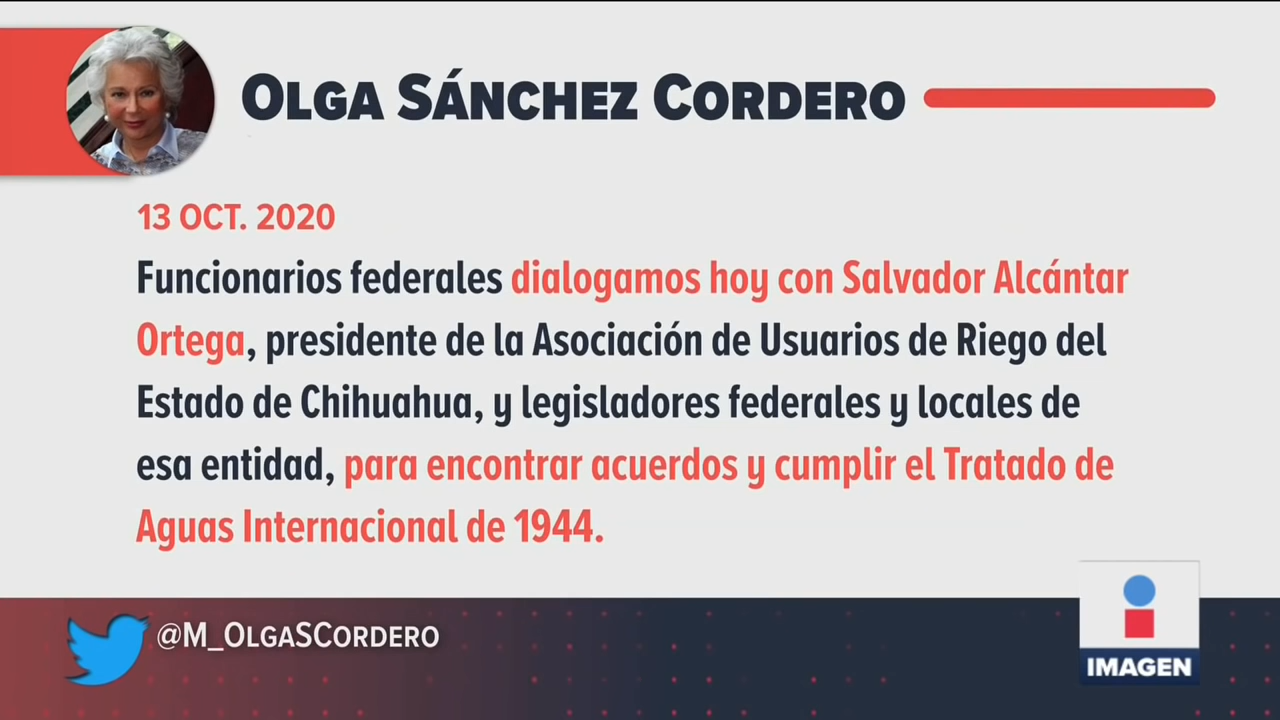 OLGA SÁNCHEZ CORDERO
13 OCT. 2020
Funcionarios federales dialogamos hoy con Salvador Alcántar
Ortega, presidente de la Asociación de Usuarios de Riego del
Estado de Chihuahua, y legisladores federales y locales de
esa entidad, para encontrar acuerdos y cumplir el Tratado de
Aguas Internacional de 1944.
@M_OLGASCORDERO
IMAGEN